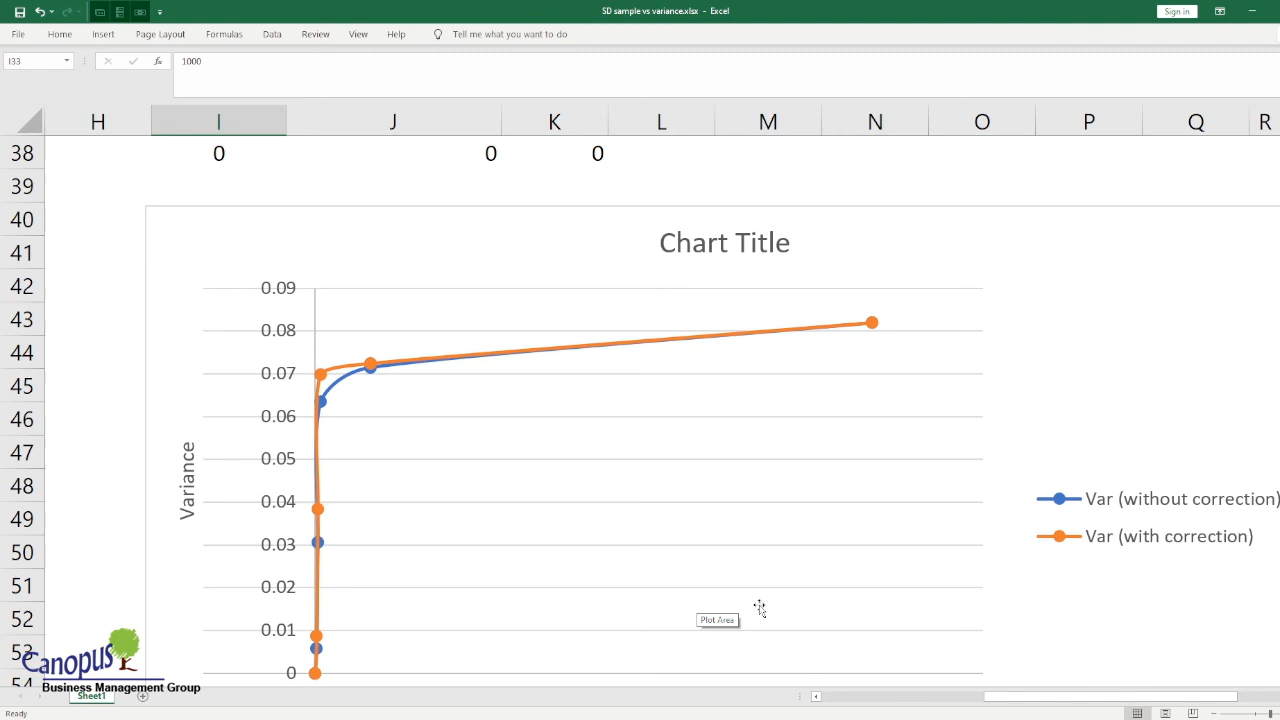 SD sample vs variance.xlsx - Excel
Sign in
File Home Insert Page Layout Formulas Data Review View Help Tell me what you want to do
I33 fx 1000
H I J K L M N O P Q R
38 0 0 0
39
40
41 Chart Title
42 0.09
43 0.08
44
45 0.07
46 0.06
47 0.05
48 0.04
49 0.03
50
51 0.02
52 0.01
53
54 0
Variance
Var (without correction)
Var (with correction)
Plot Area
Canopus
Business Management Group
Sheet1
Ready